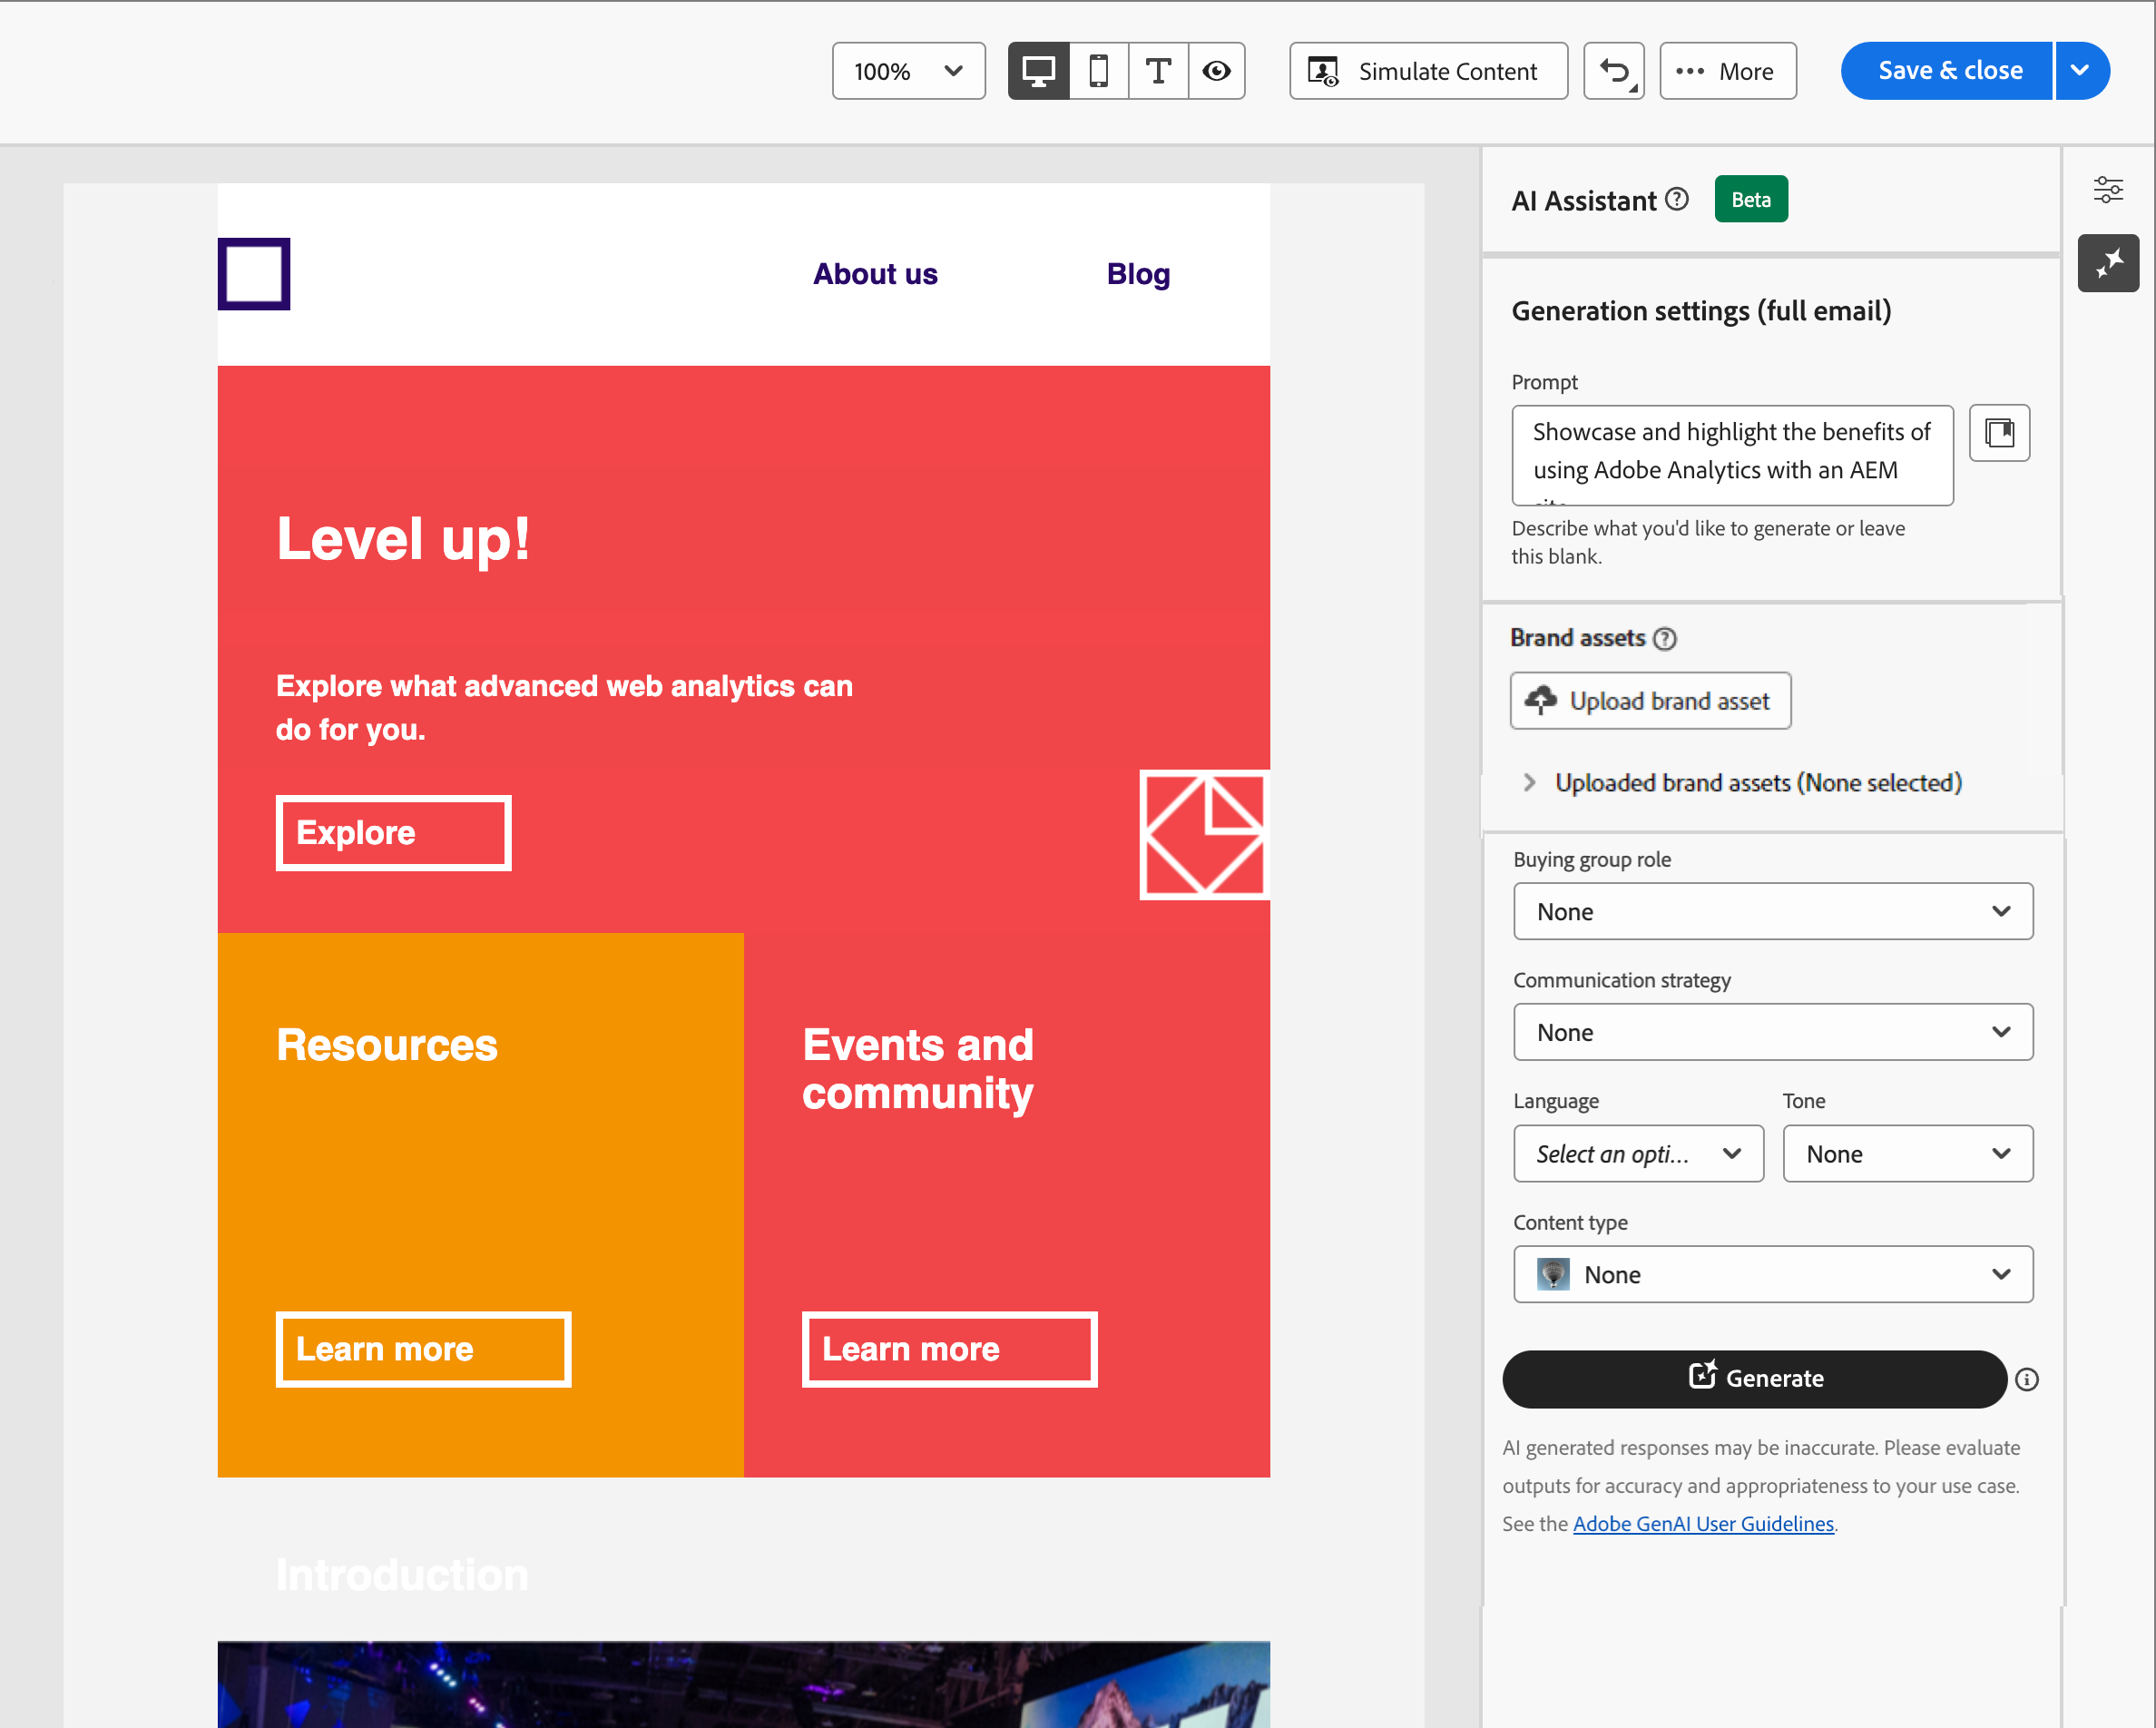 100%
Simulate Content
More
Save & close
About us
Blog
Level up!
Explore what advanced web analytics can
do for you.
Explore
Resources
Events and
community
Learn more
Learn more
Introduction
AI Assistant
Beta
Generation settings (full email)
Prompt
Showcase and highlight the benefits of
using Adobe Analytics with an AEM
Describe what you'd like to generate or leave
this blank.
Brand assets
Upload brand asset
Uploaded brand assets (None selected)
Buying group role
None
Communication strategy
None
Language
Tone
Select an opti...
None
Content type
None
Generate
AI generated responses may be inaccurate. Please evaluate
outputs for accuracy and appropriateness to your use case.
See the Adobe GenAI User Guidelines.